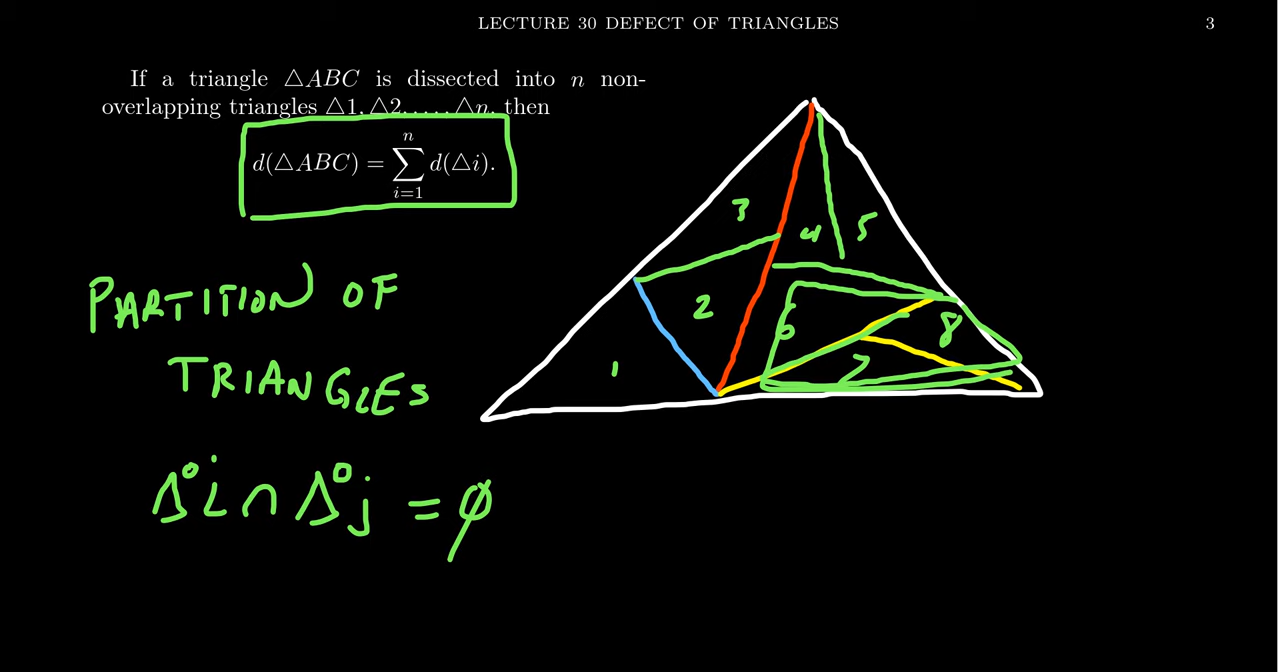 LECTURE 30 DEFECT OF TRIANGLES
3
If a triangle △ABC is dissected into n non-
overlapping triangles △1, △2, . . . , △n, then
d(△ABC) = ∑_{i=1}^{n} d(△i).
PARTITION OF
TRIANGLES
△°i ∩ △°j = ∅
3
4
5
2
6
8
1
7